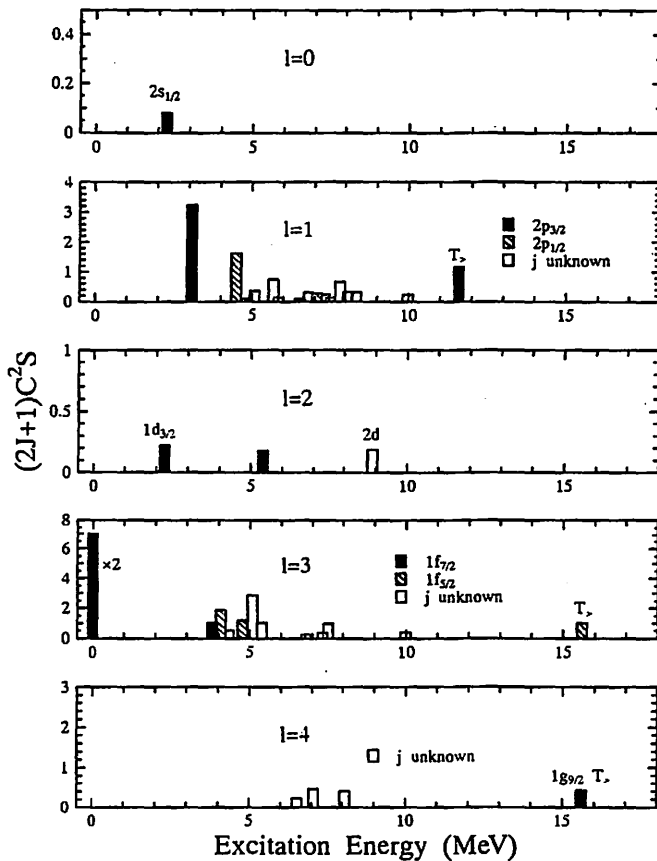 0.4
l=0
0.2
2s1/2
0
0 5 10 15
4
l=1
2p3/2
3
2p1/2
2
T>
j unknown
1
0
0 5 10 15
1
l=2
0.5
1d3/2
2d
0
0 5 10 15
8
1f7/2
6
×2
l=3
1f5/2
4
j unknown
2
T>
0
0 5 10 15
3
2
l=4
j unknown
1
1g9/2 T>
0
0 5 10 15
(2J+1)C²S
Excitation Energy (MeV)